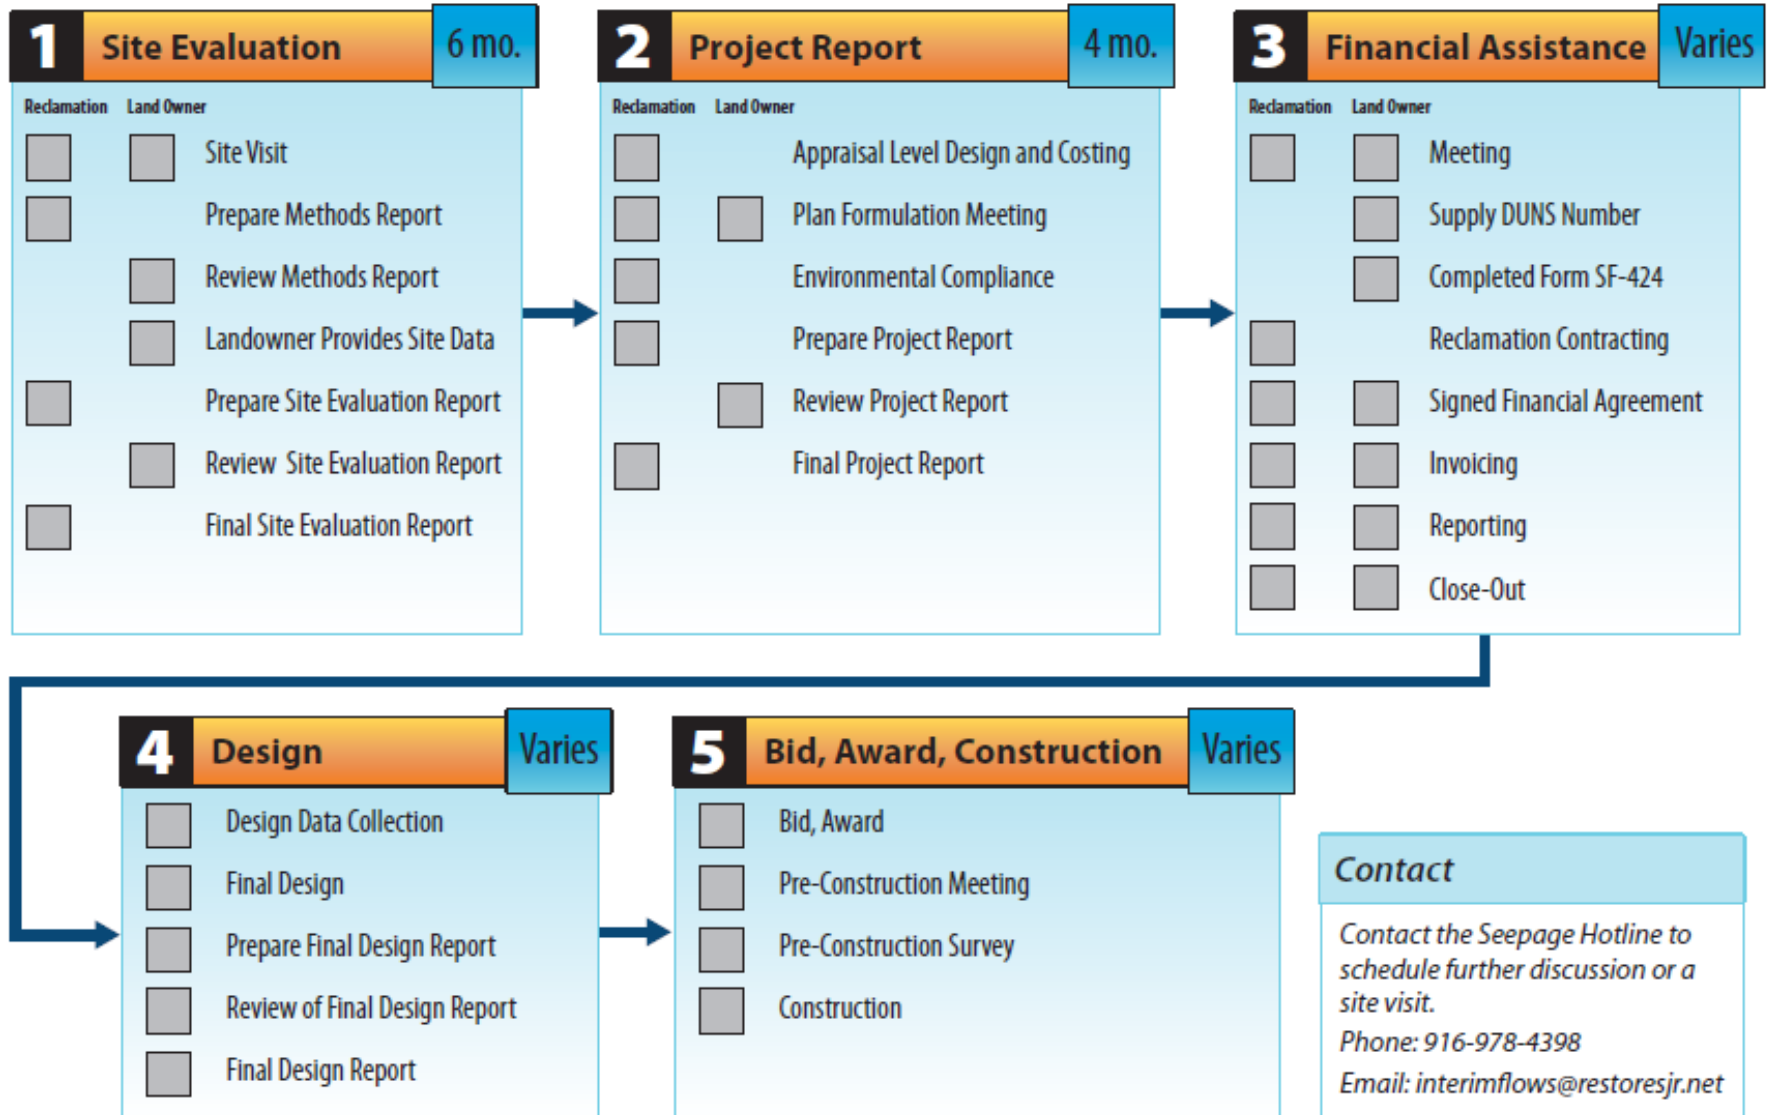 1 Site Evaluation 6 mo.
Reclamation Land Owner
Site Visit
Prepare Methods Report
Review Methods Report
Landowner Provides Site Data
Prepare Site Evaluation Report
Review Site Evaluation Report
Final Site Evaluation Report
2 Project Report 4 mo.
Reclamation Land Owner
Appraisal Level Design and Costing
Plan Formulation Meeting
Environmental Compliance
Prepare Project Report
Review Project Report
Final Project Report
3 Financial Assistance Varies
Reclamation Land Owner
Meeting
Supply DUNS Number
Completed Form SF-424
Reclamation Contracting
Signed Financial Agreement
Invoicing
Reporting
Close-Out
4 Design Varies
Design Data Collection
Final Design
Prepare Final Design Report
Review of Final Design Report
Final Design Report
5 Bid, Award, Construction Varies
Bid, Award
Pre-Construction Meeting
Pre-Construction Survey
Construction
Contact
Contact the Seepage Hotline to
schedule further discussion or a
site visit.
Phone: 916-978-4398
Email: interimflows@restoresjr.net